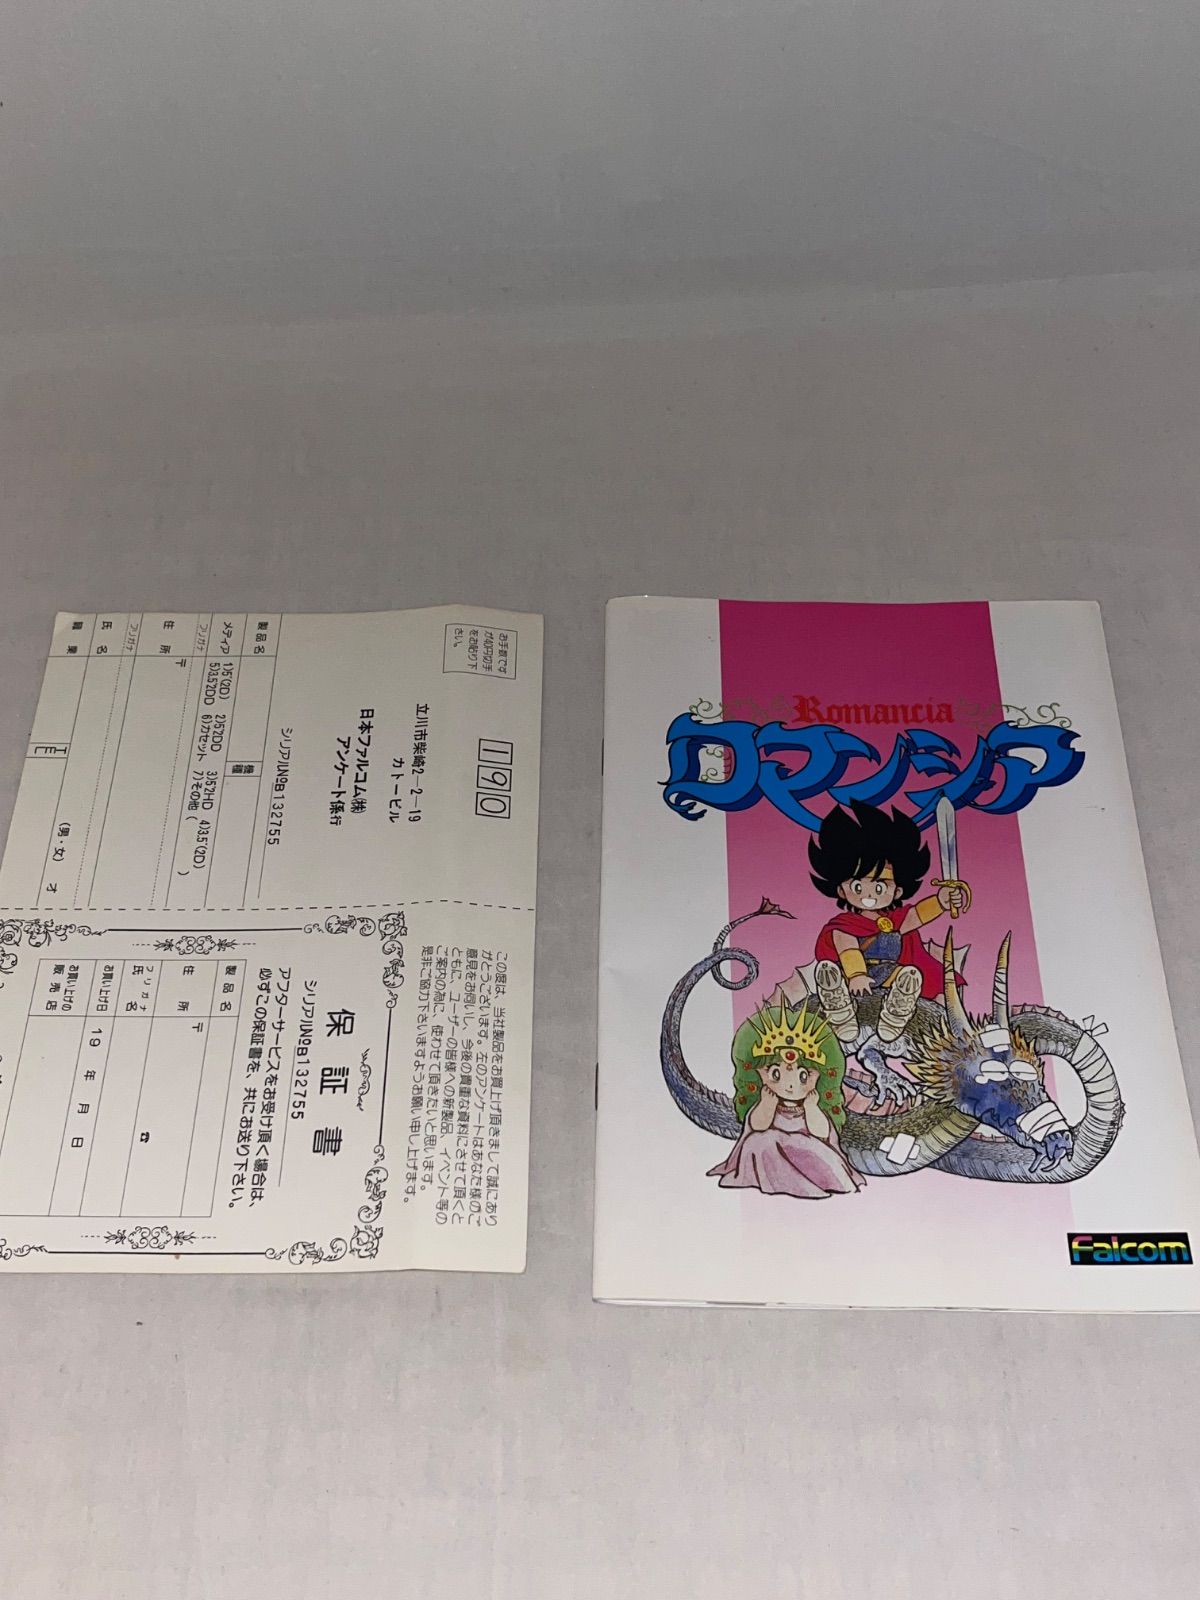 お手数です
が40円切手
をお貼り下
さい。
190
立川市柴崎2-2-19
カトービル
日本ファルコム(株)
アンケート係行
シリアルNo.B132755
製品名
機種
メディア
1)5"(2D) 2)5"2DD 3)5"2HD 4)3.5"(2D)
5)3.5"2DD 6)カセット 7)その他( )
フリガナ
住所
〒
フリガナ
氏名
(男・女) 才
職業
TEL
この度は、当社製品をお買上げ頂きまして誠にあり
がとうございます。左のアンケートはあなた様のご
意見をお伺いし、今後の貴重な資料にさせて頂くと
ともに、ユーザーの皆様への新製品、イベント等の
ご案内の為に、使わせて頂きたいと思います。
是非ご協力下さいますようお願い申し上げます。
保証書
シリアルNo.B132755
アフターサービスをお受け頂く場合は、
必ずこの保証書を、共にお送り下さい。
製品名
住所
〒
フリガナ
氏名
☎
お買い上げ日
19 年 月 日
お買い上げの
販売店
Romancia
ロマンシア
Falcom